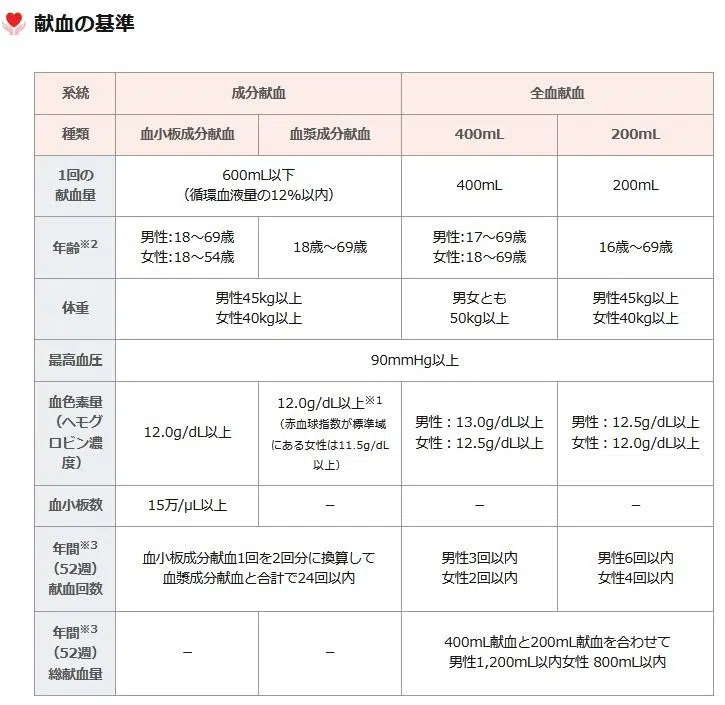 献血の基準
系統
成分献血
全血献血
種類
血小板成分献血
血漿成分献血
400mL
200mL
1回の
献血量
600mL以下
（循環血液量の12%以内）
400mL
200mL
年齢※2
男性:18～69歳
女性:18～54歳
18歳～69歳
男性:17～69歳
女性:18～69歳
16歳～69歳
体重
男性45kg以上
女性40kg以上
男女とも
50kg以上
男性45kg以上
女性40kg以上
最高血圧
90mmHg以上
血色素量
（ヘモグ
ロビン濃
度）
12.0g/dL以上
12.0g/dL以上※1
（赤血球指数が標準域
にある女性は11.5g/dL
以上）
男性：13.0g/dL以上
女性：12.5g/dL以上
男性：12.5g/dL以上
女性：12.0g/dL以上
血小板数
15万/μL以上
－
－
－
年間※3
（52週）
献血回数
血小板成分献血1回を2回分に換算して
血漿成分献血と合計で24回以内
男性3回以内
女性2回以内
男性6回以内
女性4回以内
年間※3
（52週）
総献血量
－
－
400mL献血と200mL献血を合わせて
男性1,200mL以内女性 800mL以内